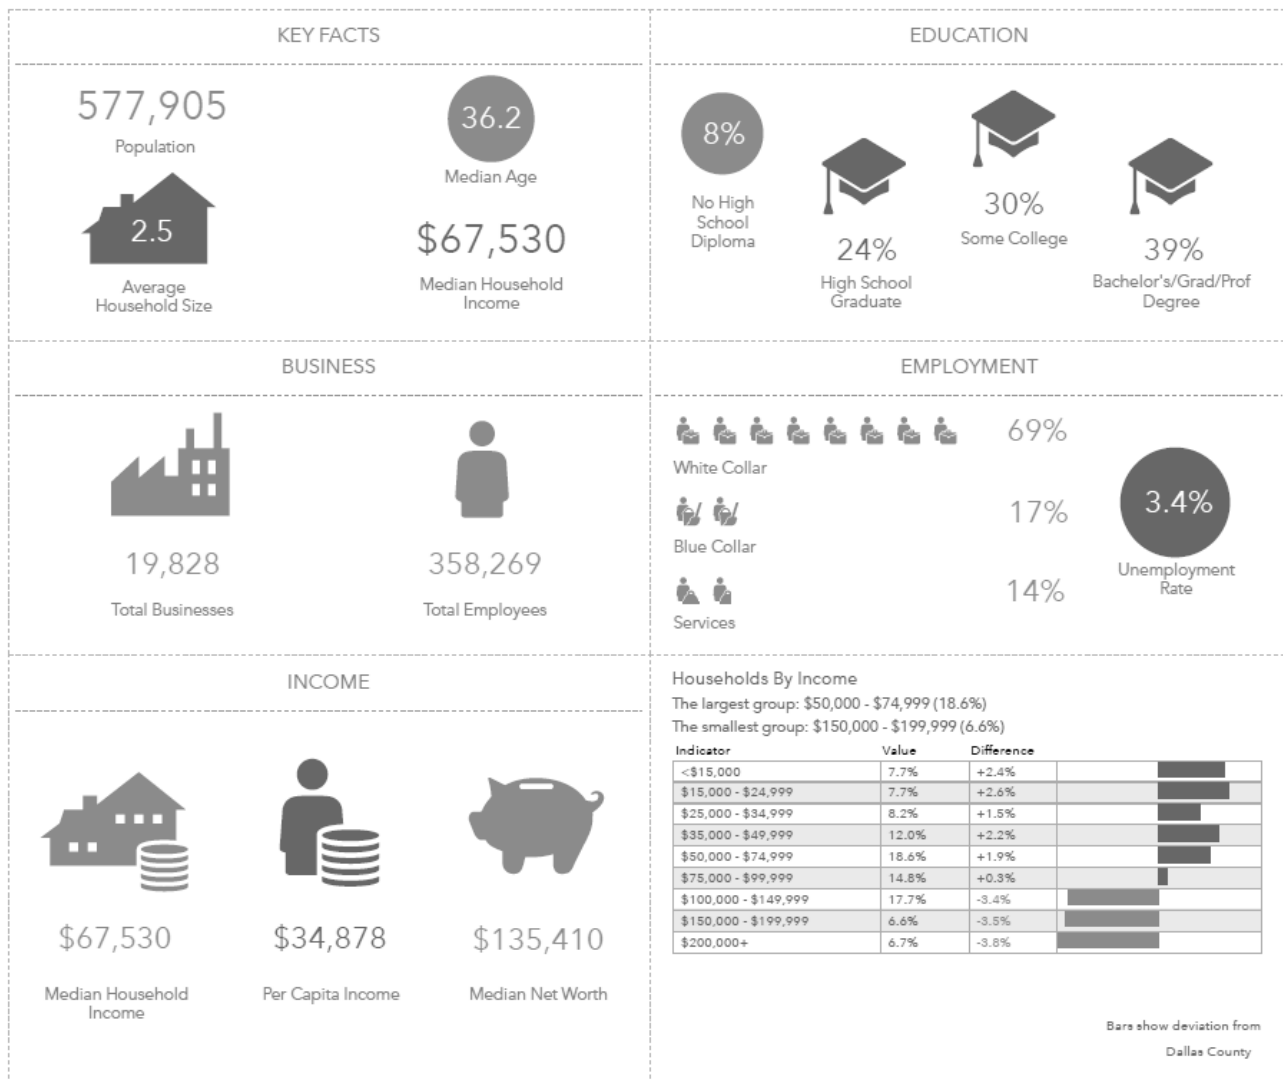 KEY FACTS
577,905
Population
36.2
Median Age
2.5
Average
Household Size
$67,530
Median Household
Income
EDUCATION
8%
No High
School
Diploma
24%
High School
Graduate
30%
Some College
39%
Bachelor's/Grad/Prof
Degree
BUSINESS
19,828
Total Businesses
358,269
Total Employees
EMPLOYMENT
69%
White Collar
17%
Blue Collar
14%
Services
3.4%
Unemployment
Rate
INCOME
$67,530
Median Household
Income
$34,878
Per Capita Income
$135,410
Median Net Worth
Households By Income
The largest group: $50,000 - $74,999 (18.6%)
The smallest group: $150,000 - $199,999 (6.6%)
Indicator Value Difference
<$15,000 7.7% +2.4%
$15,000 - $24,999 7.7% +2.6%
$25,000 - $34,999 8.2% +1.5%
$35,000 - $49,999 12.0% +2.2%
$50,000 - $74,999 18.6% +1.9%
$75,000 - $99,999 14.8% +0.3%
$100,000 - $149,999 17.7% -3.4%
$150,000 - $199,999 6.6% -3.5%
$200,000+ 6.7% -3.8%
Bars show deviation from
Dallas County